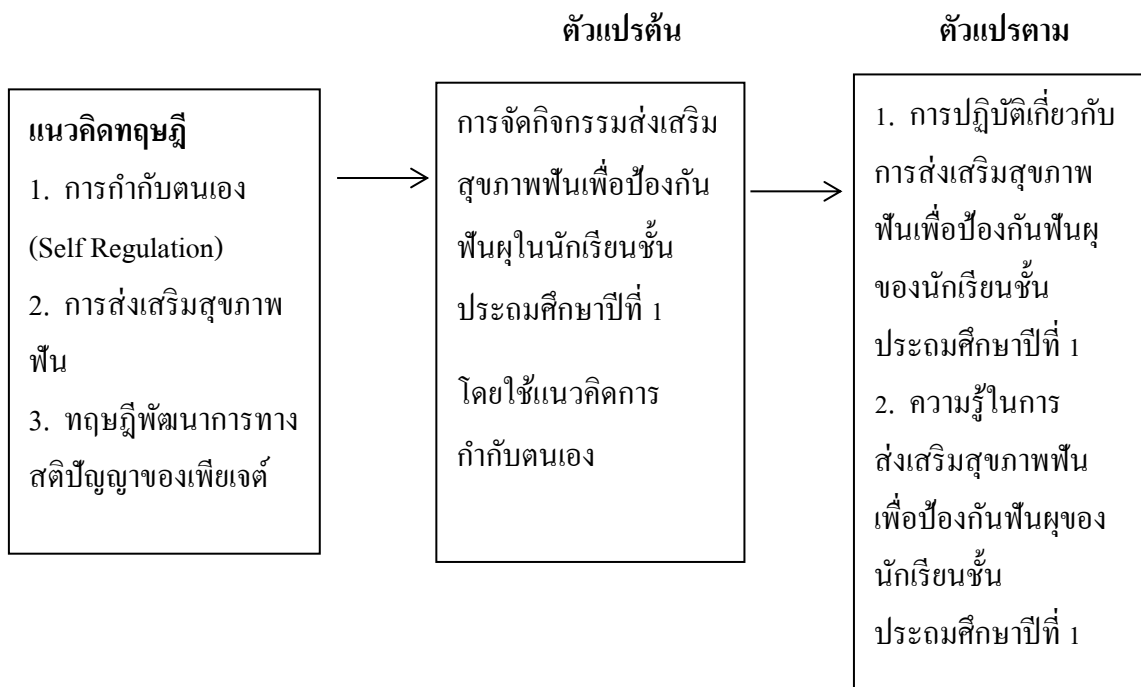 ตัวแปรต้น
ตัวแปรตาม
แนวคิดทฤษฎี
1. การกำกับตนเอง
(Self Regulation)
2. การส่งเสริมสุขภาพ
ฟัน
3. ทฤษฎีพัฒนาการทาง
สติปัญญาของเพียเจต์
การจัดกิจกรรมส่งเสริม
สุขภาพฟันเพื่อป้องกัน
ฟันผุในนักเรียนชั้น
ประถมศึกษาปีที่ 1
โดยใช้แนวคิดการ
กำกับตนเอง
1. การปฏิบัติเกี่ยวกับ
การส่งเสริมสุขภาพ
ฟันเพื่อป้องกันฟันผุ
ของนักเรียนชั้น
ประถมศึกษาปีที่ 1
2. ความรู้ในการ
ส่งเสริมสุขภาพฟัน
เพื่อป้องกันฟันผุของ
นักเรียนชั้น
ประถมศึกษาปีที่ 1